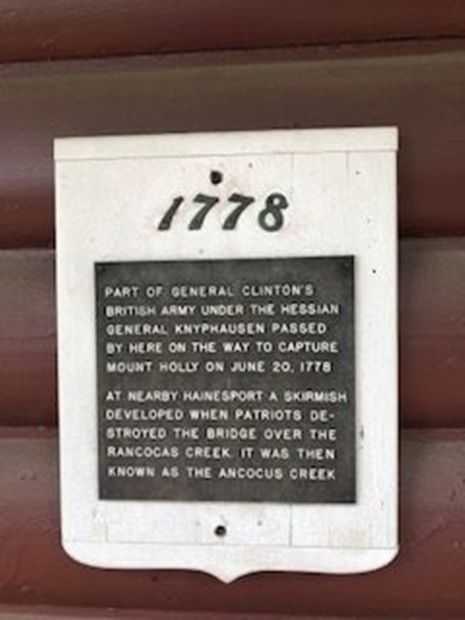 1778
PART OF GENERAL CLINTON'S
BRITISH ARMY UNDER THE HESSIAN
GENERAL KNYPHAUSEN PASSED
BY HERE ON THE WAY TO CAPTURE
MOUNT HOLLY ON JUNE 20, 1778
AT NEARBY HAINESPORT A SKIRMISH
DEVELOPED WHEN PATRIOTS DE-
STROYED THE BRIDGE OVER THE
RANCOCAS CREEK. IT WAS THEN
KNOWN AS THE ANCOCUS CREEK